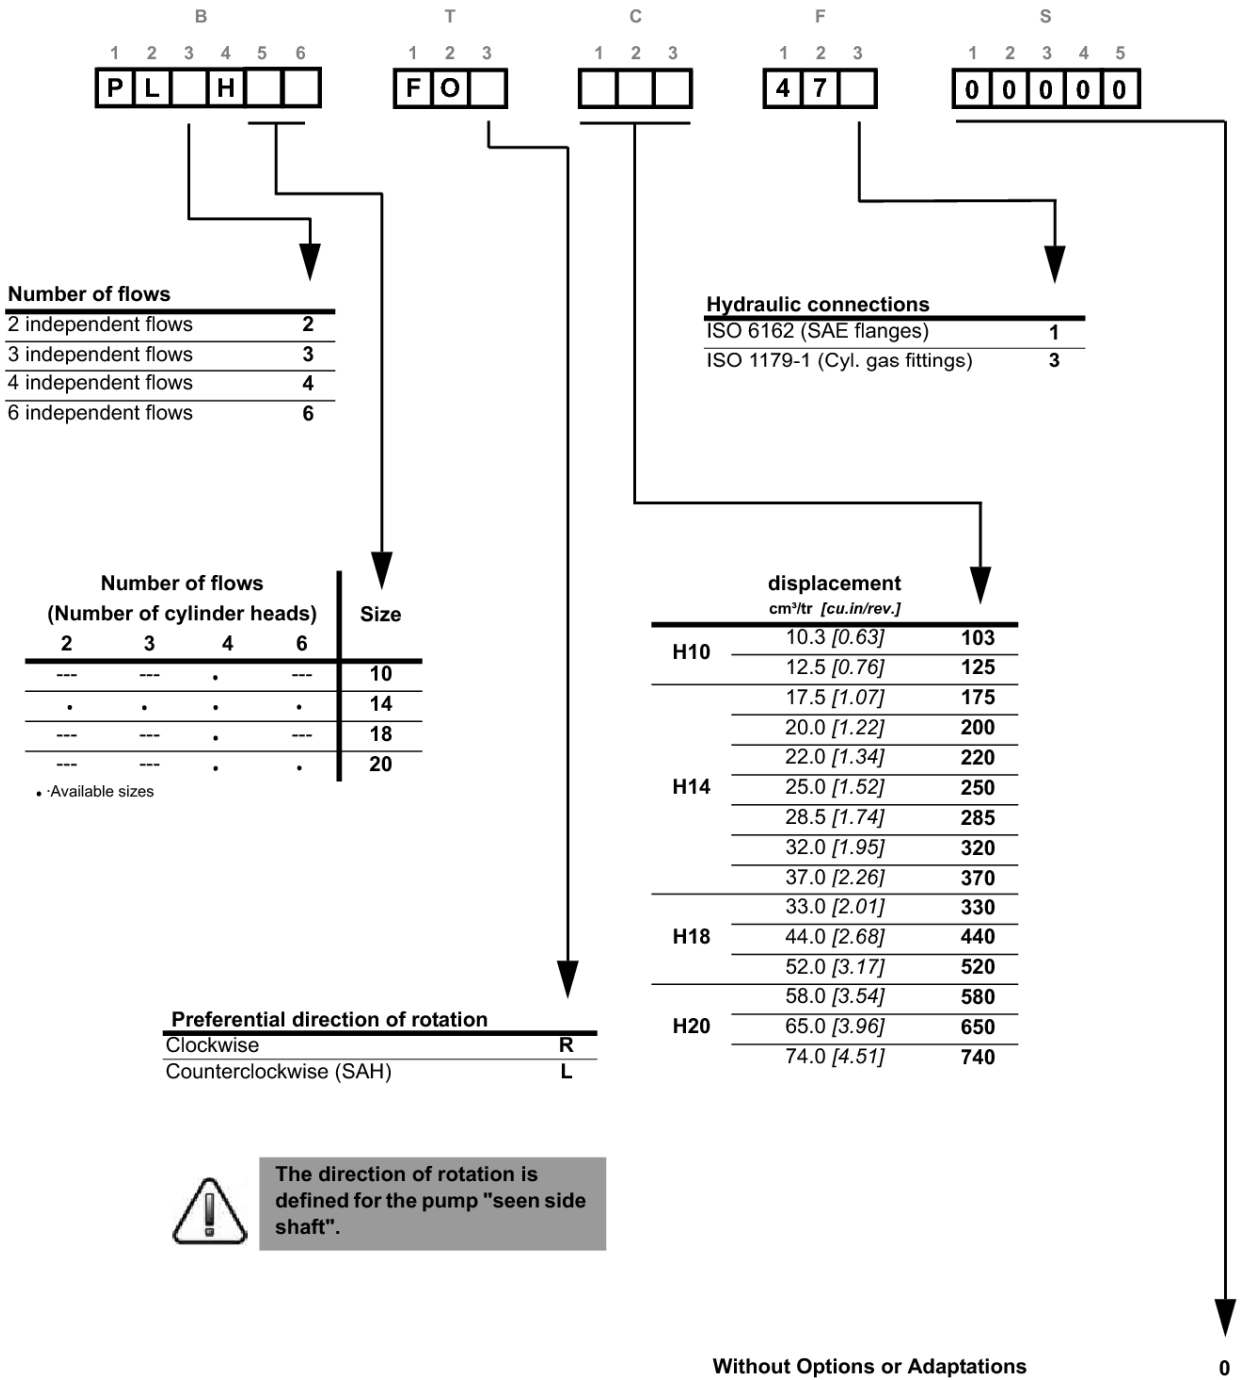 B T C F S
1 2 3 4 5 6 1 2 3 1 2 3 1 2 3 1 2 3 4 5
P L H F O 4 7 0 0 0 0 0
Number of flows
2 independent flows 2
3 independent flows 3
4 independent flows 4
6 independent flows 6
Hydraulic connections
ISO 6162 (SAE flanges) 1
ISO 1179-1 (Cyl. gas fittings) 3
Number of flows
(Number of cylinder heads) Size
2 3 4 6
--- --- . --- 10
. . . . 14
--- --- . --- 18
--- --- . . 20
• ·Available sizes
displacement
cm³/tr [cu.in/rev.]
H10
10.3 [0.63] 103
12.5 [0.76] 125
H14
17.5 [1.07] 175
20.0 [1.22] 200
22.0 [1.34] 220
25.0 [1.52] 250
28.5 [1.74] 285
32.0 [1.95] 320
37.0 [2.26] 370
H18
33.0 [2.01] 330
44.0 [2.68] 440
52.0 [3.17] 520
H20
58.0 [3.54] 580
65.0 [3.96] 650
74.0 [4.51] 740
Preferential direction of rotation
Clockwise R
Counterclockwise (SAH) L
!
The direction of rotation is
defined for the pump "seen side
shaft".
Without Options or Adaptations 0